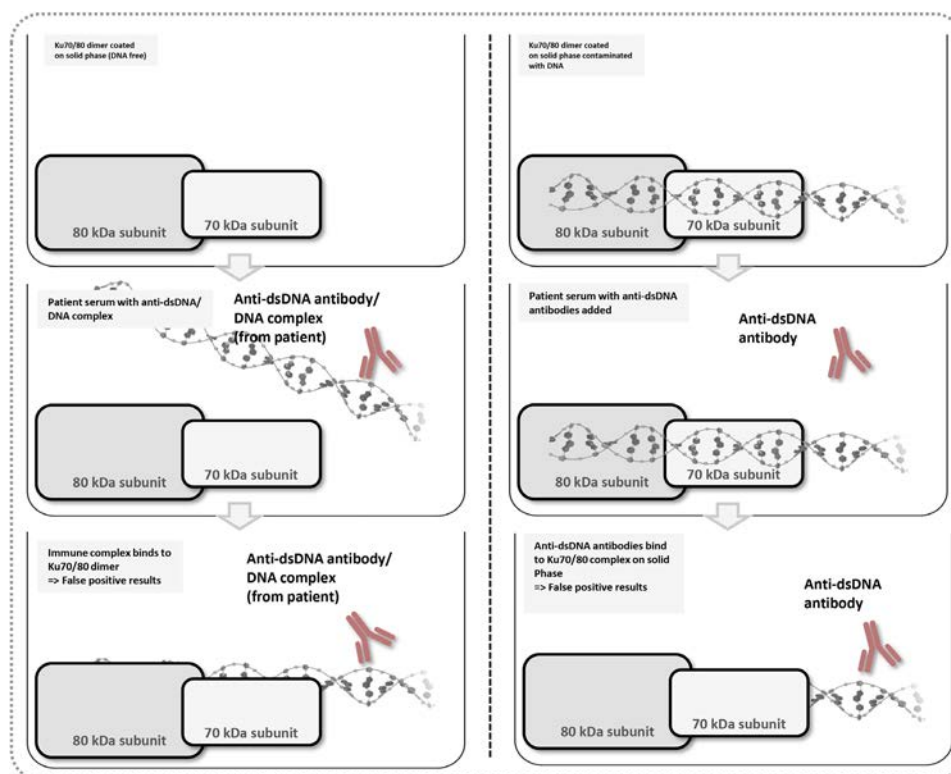 Ku70/80 dimer coated
on solid phase (DNA free)
80 kDa subunit
70 kDa subunit
Patient serum with anti-dsDNA/
DNA complex
Anti-dsDNA antibody/
DNA complex
(from patient)
80 kDa subunit
70 kDa subunit
Immune complex binds to
Ku70/80 dimer
=> False positive results
Anti-dsDNA antibody/
DNA complex
(from patient)
80 kDa subunit
70 kDa subunit
Ku70/80 dimer coated
on solid phase contaminated
with DNA
80 kDa subunit
70 kDa subunit
Patient serum with anti-dsDNA
antibodies added
Anti-dsDNA
antibody
80 kDa subunit
70 kDa subunit
Anti-dsDNA antibodies bind
to Ku70/80 complex on solid
Phase
=> False positive results
Anti-dsDNA
antibody
80 kDa subunit
70 kDa subunit